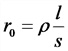 r₀ = ρ l/s